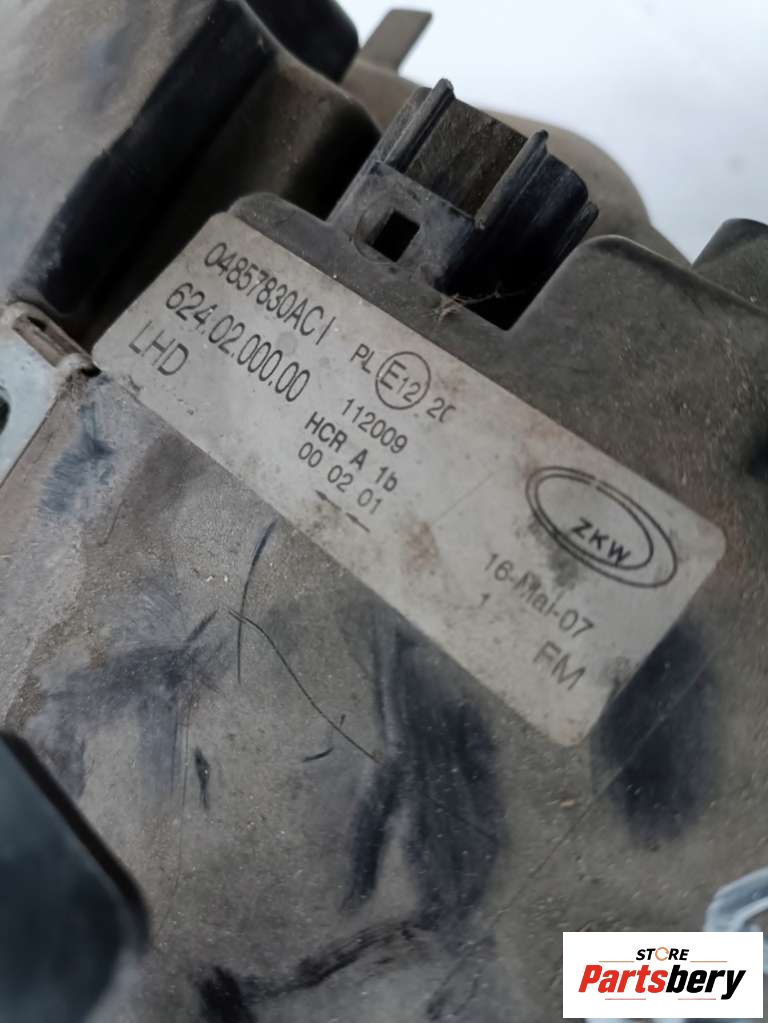 04857830ACI
624.02.000.00
LHD
PL E12 20
112009
HCR A 1b
00 02 01
ZKW
16-Mai-07
1 FM
STORE
Partsbery